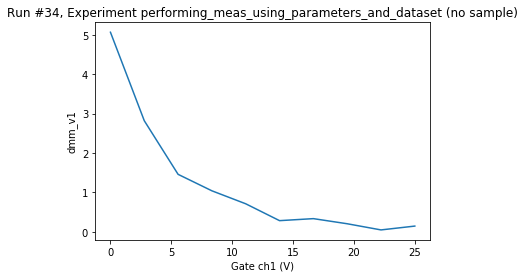 Run #34, Experiment performing_meas_using_parameters_and_dataset (no sample)
5
4
3
2
1
0
dmm_v1
0 5 10 15 20 25
Gate ch1 (V)